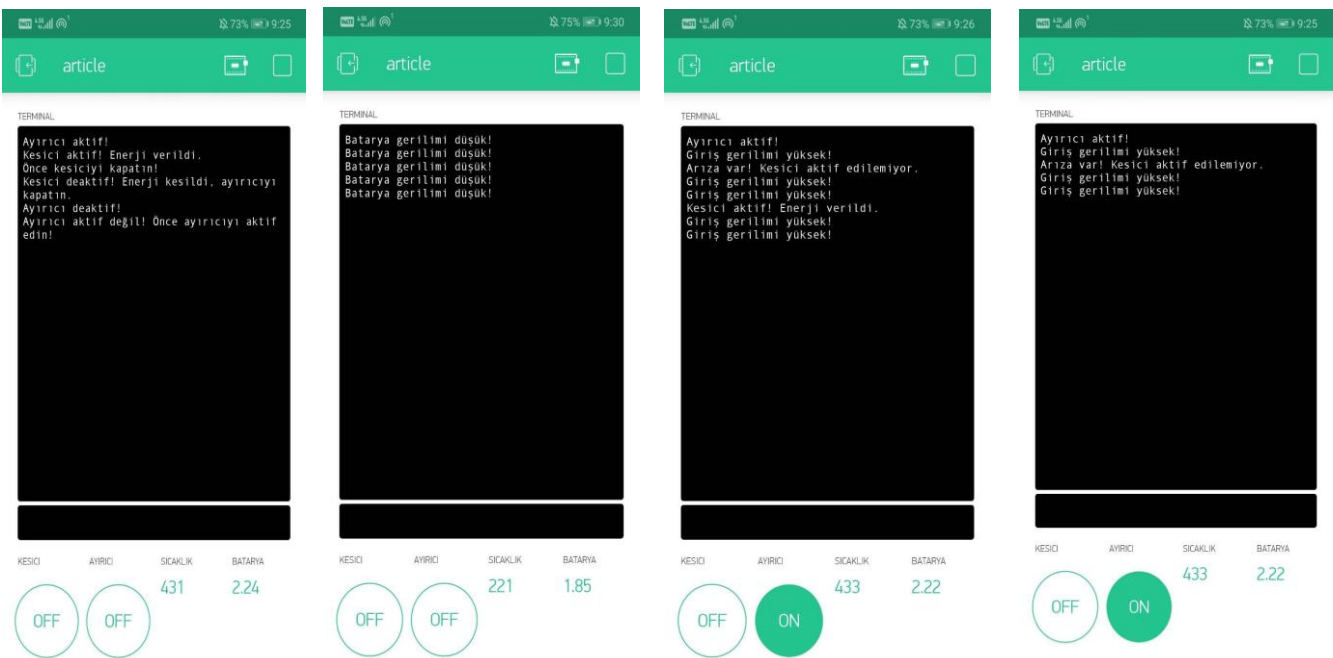 73% 9:25
article
TERMINAL
Ayırıcı aktif!
Kesici aktif! Enerji verildi.
Önce kesiciyi kapatın!
Kesici deaktif! Enerji kesildi, ayırıcıyı
kapatın.
Ayırıcı deaktif!
Ayırıcı aktif değil! Önce ayırıcıyı aktif
edin!
KESICI AYIRICI SICAKLIK BATARYA
431 2.24
OFF OFF
75% 9:30
article
TERMINAL
Batarya gerilimi düşük!
Batarya gerilimi düşük!
Batarya gerilimi düşük!
Batarya gerilimi düşük!
Batarya gerilimi düşük!
KESICI AYIRICI SICAKLIK BATARYA
221 1.85
OFF OFF
73% 9:26
article
TERMINAL
Ayırıcı aktif!
Giriş gerilimi yüksek!
Arıza var! Kesici aktif edilemiyor.
Giriş gerilimi yüksek!
Giriş gerilimi yüksek!
Kesici aktif! Enerji verildi.
Giriş gerilimi yüksek!
Giriş gerilimi yüksek!
KESICI AYIRICI SICAKLIK BATARYA
433 2.22
OFF ON
73% 9:25
article
TERMINAL
Ayırıcı aktif!
Giriş gerilimi yüksek!
Arıza var! Kesici aktif edilemiyor.
Giriş gerilimi yüksek!
Giriş gerilimi yüksek!
KESICI AYIRICI SICAKLIK BATARYA
433 2.22
OFF ON